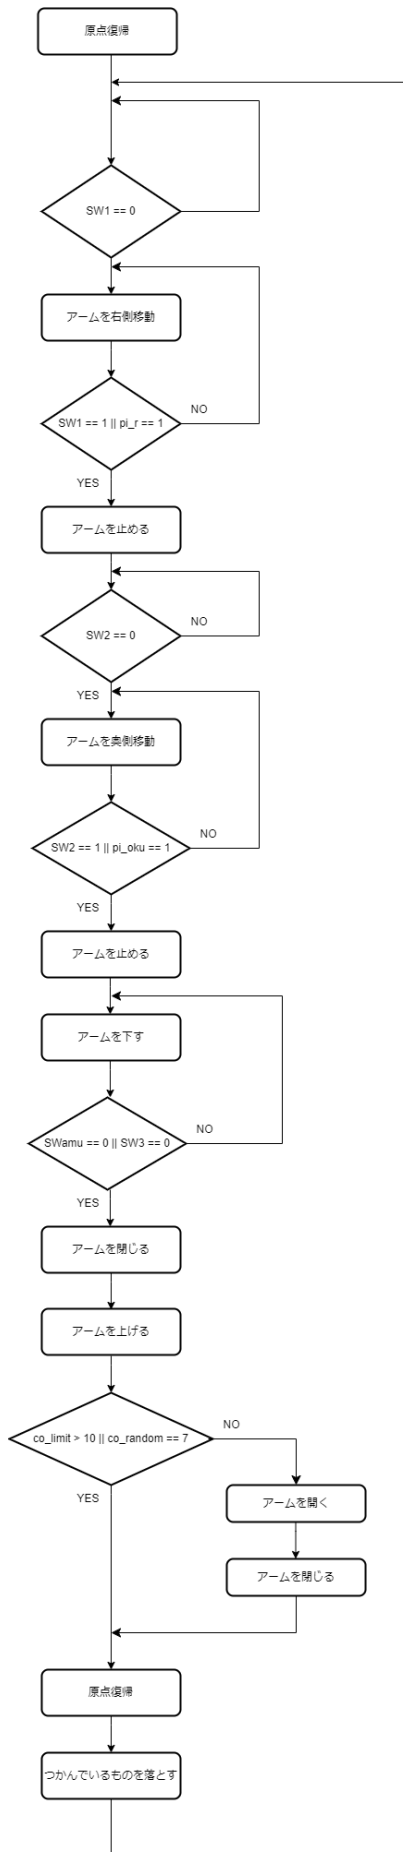 原点復帰
SW1 == 0
アームを右側移動
SW1 == 1 || pi_r == 1
NO
YES
アームを止める
SW2 == 0
NO
YES
アームを奥側移動
SW2 == 1 || pi_oku == 1
NO
YES
アームを止める
アームを下す
SWamu == 0 || SW3 == 0
NO
YES
アームを閉じる
アームを上げる
co_limit > 10 || co_random == 7
NO
YES
アームを開く
アームを閉じる
原点復帰
つかんでいるものを落とす